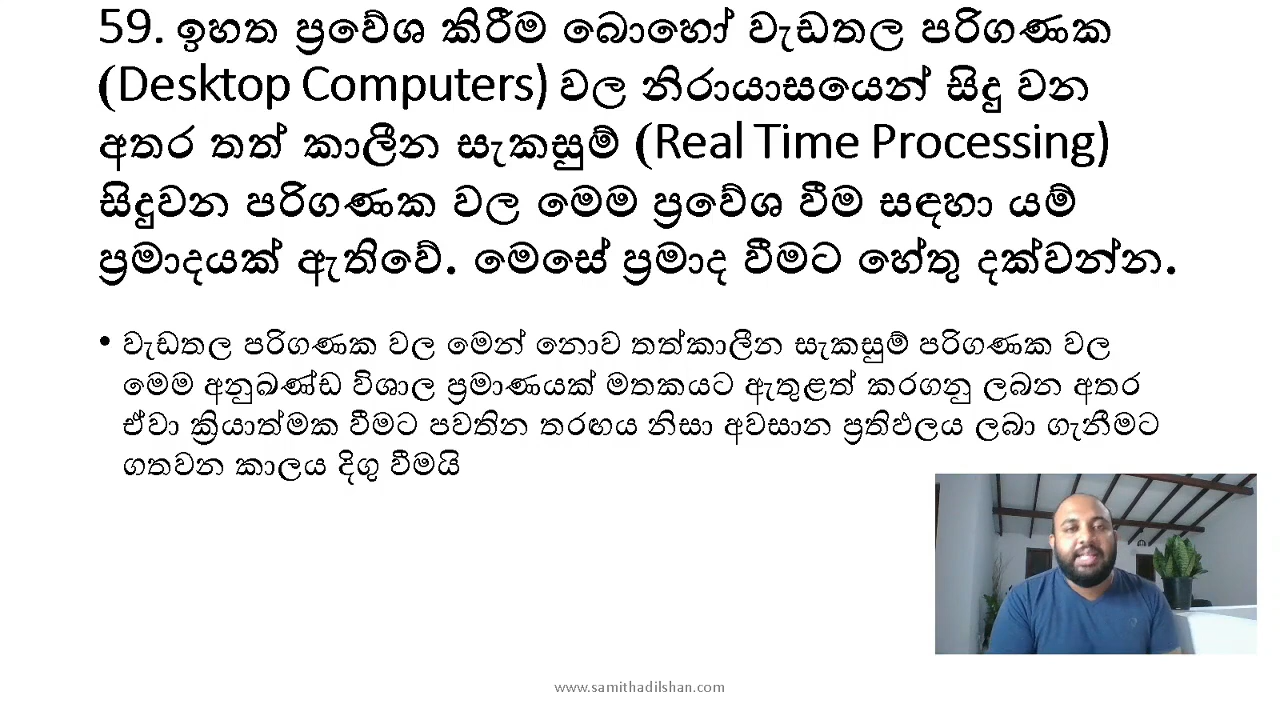 59. ඉහත ප්‍රවේශ කිරීම බොහෝ වැඩතල පරිගණක
(Desktop Computers) වල නිරායාසයෙන් සිදු වන
අතර තත් කාලීන සැකසුම් (Real Time Processing)
සිදුවන පරිගණක වල මෙම ප්‍රවේශ වීම සඳහා යම්
ප්‍රමාදයක් ඇතිවේ. මෙසේ ප්‍රමාද වීමට හේතු දක්වන්න.
• වැඩතල පරිගණක වල මෙන් නොව තත්කාලීන සැකසුම් පරිගණක වල
මෙම අනුඛණ්ඩ විශාල ප්‍රමාණයක් මතකයට ඇතුළත් කරගනු ලබන අතර
ඒවා ක්‍රියාත්මක වීමට පවතින තරඟය නිසා අවසාන ප්‍රතිඵලය ලබා ගැනීමට
ගතවන කාලය දිගු වීමයි
www.samithadilshan.com